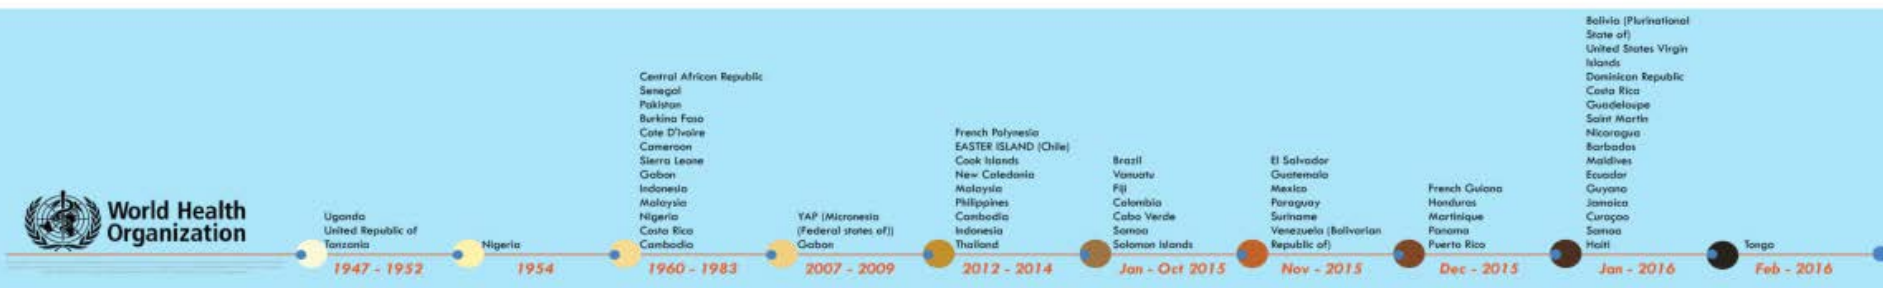 World Health
Organization
Uganda
United Republic of
Tanzania
1947 - 1952
Nigeria
1954
Central African Republic
Senegal
Pakistan
Burkina Faso
Cote D'Ivoire
Cameroon
Sierra Leone
Gabon
Indonesia
Malaysia
Nigeria
Costa Rica
Cambodia
1960 - 1983
YAP (Micronesia
(Federal states of))
Gabon
2007 - 2009
French Polynesia
EASTER ISLAND (Chile)
Cook Islands
New Caledonia
Malaysia
Philippines
Cambodia
Indonesia
Thailand
2012 - 2014
Brazil
Vanuatu
Fiji
Colombia
Cabo Verde
Samoa
Solomon Islands
Jan - Oct 2015
El Salvador
Guatemala
Mexico
Paraguay
Suriname
Venezuela (Bolivarian
Republic of)
Nov - 2015
French Guiana
Honduras
Martinique
Panama
Puerto Rico
Dec - 2015
Bolivia (Plurinational
State of)
United States Virgin
Islands
Dominican Republic
Costa Rica
Guadeloupe
Saint Martin
Nicaragua
Barbados
Maldives
Ecuador
Guyana
Jamaica
Curaçao
Samoa
Haiti
Jan - 2016
Tonga
Feb - 2016